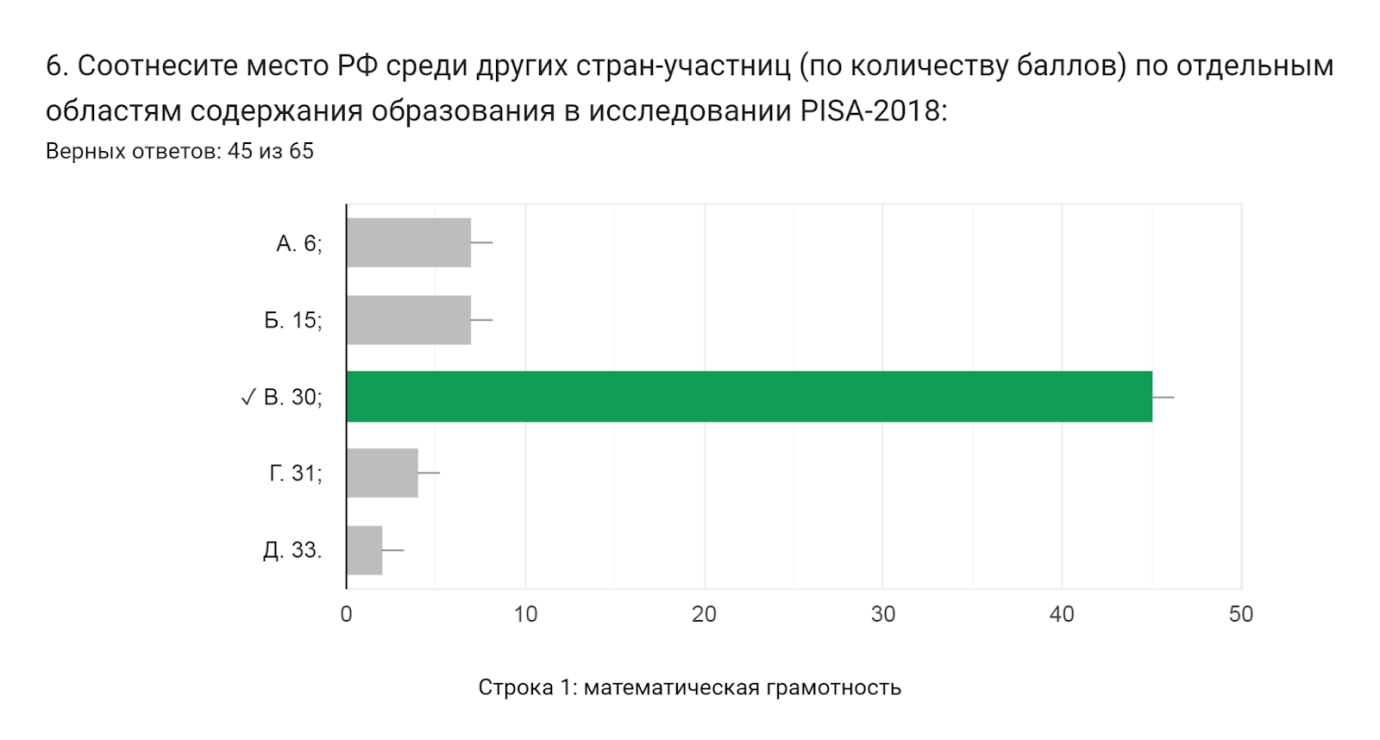 6. Соотнесите место РФ среди других стран-участниц (по количеству баллов) по отдельным
областям содержания образования в исследовании PISA-2018:
Верных ответов: 45 из 65
А. 6;
Б. 15;
✓ В. 30;
Г. 31;
Д. 33.
0 10 20 30 40 50
Строка 1: математическая грамотность